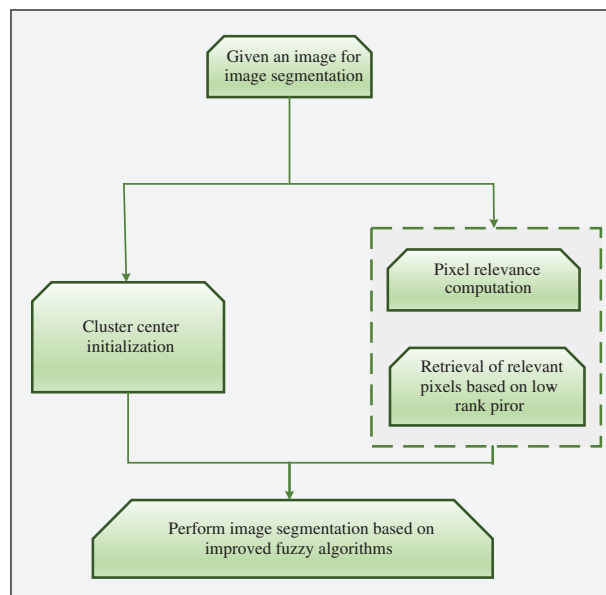 Given an image for
image segmentation
Cluster center
initialization
Pixel relevance
computation
Retrieval of relevant
pixels based on low
rank piror
Perform image segmentation based on
improved fuzzy algorithms